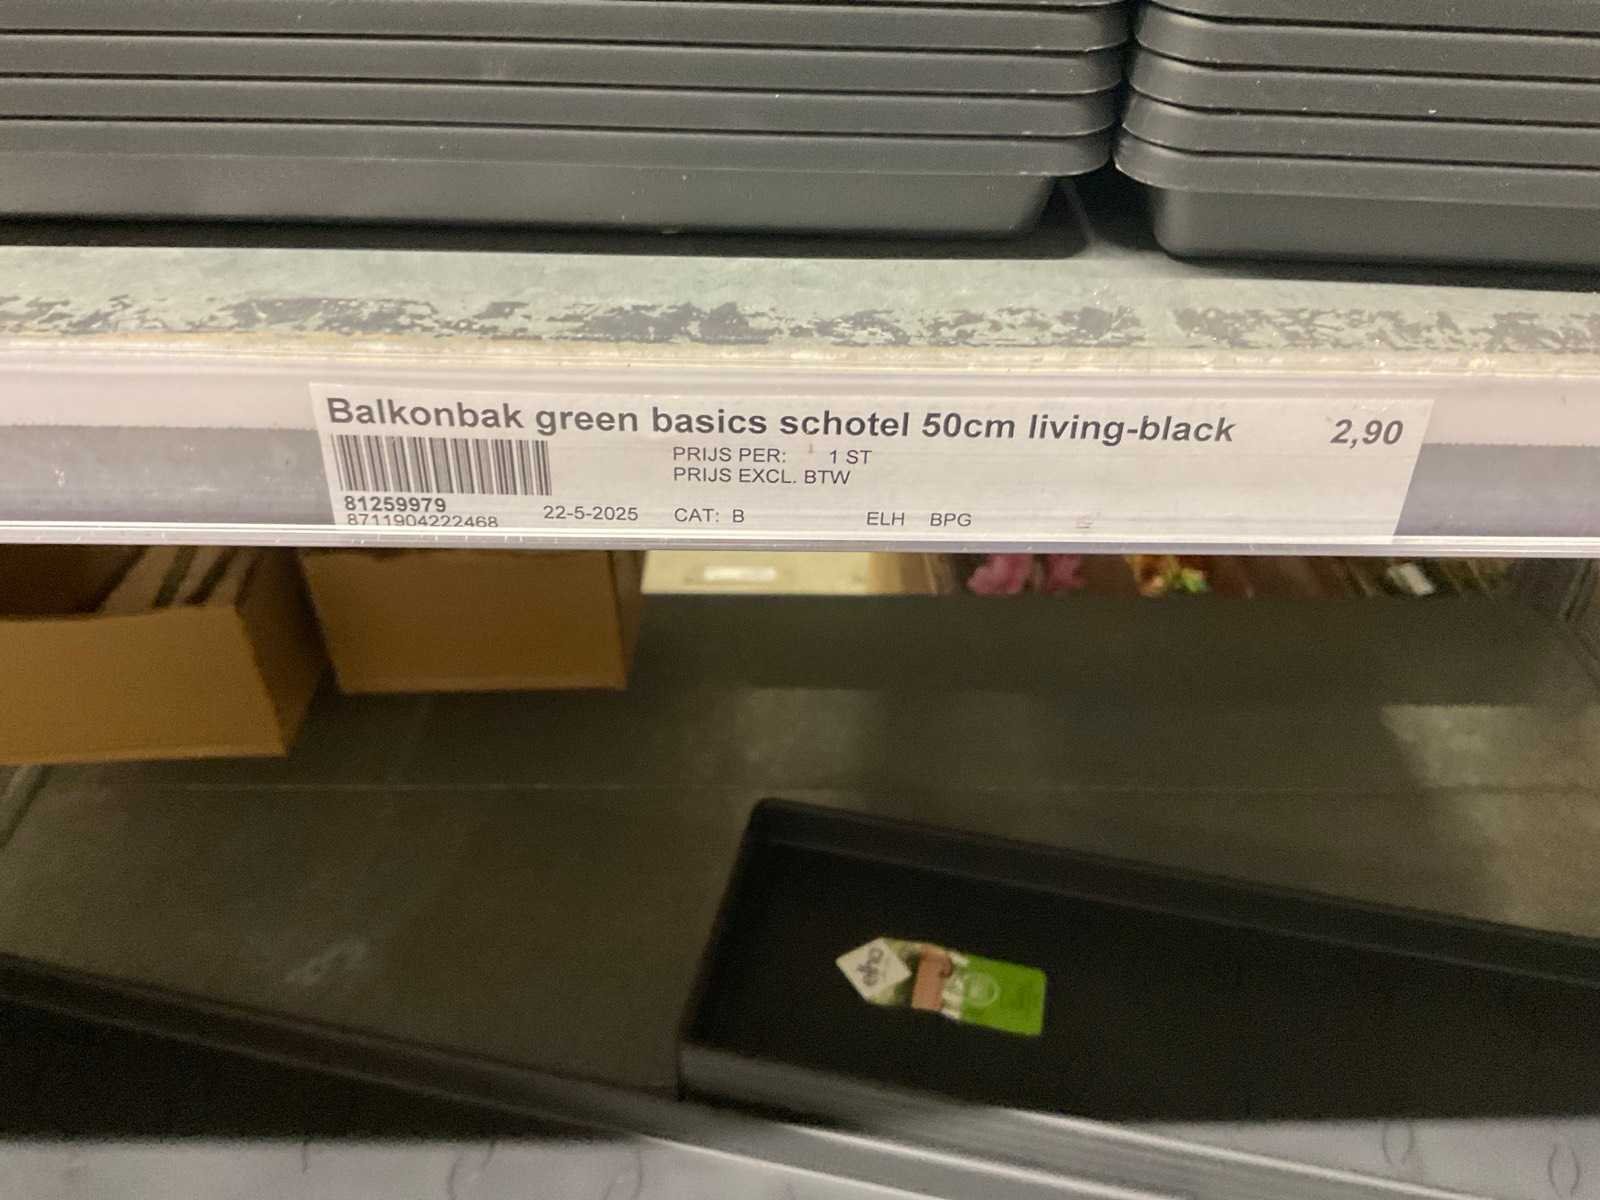 Balkonbak green basics schotel 50cm living-black 2,90
PRIJS PER: 1 ST
PRIJS EXCL. BTW
81259979
8711904222468 22-5-2025 CAT: B ELH BPG
elho